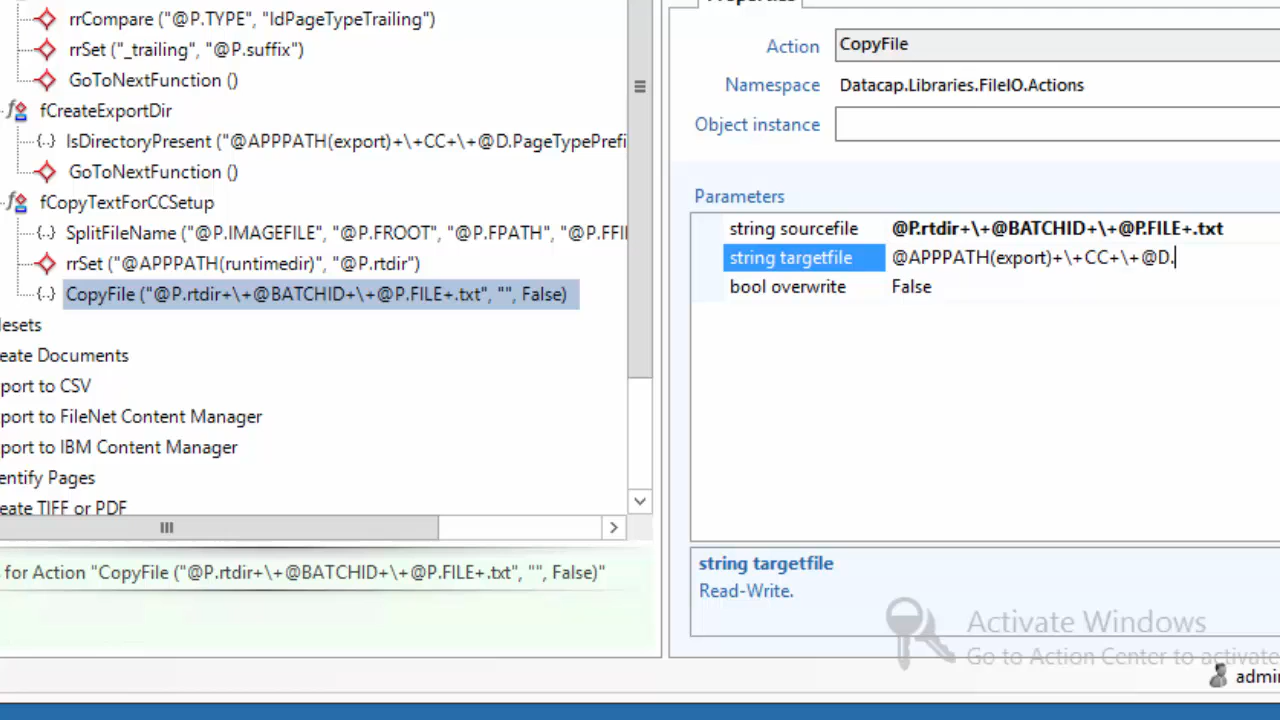 rrCompare ("@P.TYPE", "IdPageTypeTrailing")
rrSet ("_trailing", "@P.suffix")
GoToNextFunction ()
fCreateExportDir
IsDirectoryPresent ("@APPPATH(export)+\+CC+\+@D.PageTypePrefi
GoToNextFunction ()
fCopyTextForCCSetup
SplitFileName ("@P.IMAGEFILE", "@P.FROOT", "@P.FPATH", "@P.FFI
rrSet ("@APPPATH(runtimedir)", "@P.rtdir")
CopyFile ("@P.rtdir+\+@BATCHID+\+@P.FILE+.txt", "", False)
lesets
eate Documents
port to CSV
port to FileNet Content Manager
port to IBM Content Manager
entify Pages
eate TIFF or PDF
for Action "CopyFile ("@P.rtdir+\+@BATCHID+\+@P.FILE+.txt", "", False)"
Properties
Action CopyFile
Namespace Datacap.Libraries.FileIO.Actions
Object instance
Parameters
string sourcefile @P.rtdir+\+@BATCHID+\+@P.FILE+.txt
string targetfile @APPPATH(export)+\+CC+\+@D.
bool overwrite False
string targetfile
Read-Write.
Activate Windows
Go to Action Center to activate
admi